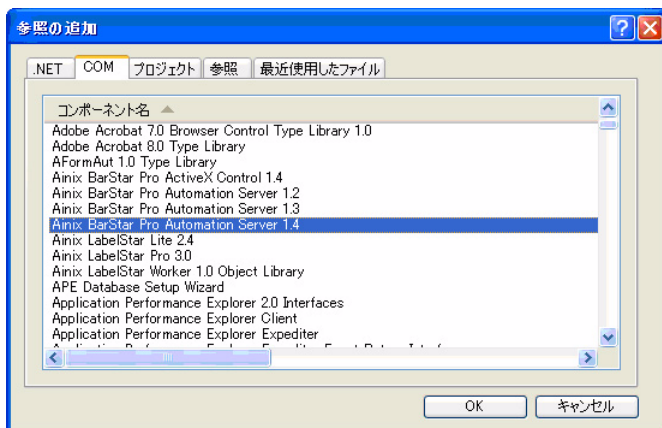 参照の追加
.NET COM プロジェクト 参照 最近使用したファイル
コンポーネント名
Adobe Acrobat 7.0 Browser Control Type Library 1.0
Adobe Acrobat 8.0 Type Library
AFormAut 1.0 Type Library
Ainix BarStar Pro ActiveX Control 1.4
Ainix BarStar Pro Automation Server 1.2
Ainix BarStar Pro Automation Server 1.3
Ainix BarStar Pro Automation Server 1.4
Ainix LabelStar Lite 2.4
Ainix LabelStar Pro 3.0
Ainix LabelStar Worker 1.0 Object Library
APE Database Setup Wizard
Application Performance Explorer 2.0 Interfaces
Application Performance Explorer Client
Application Performance Explorer Expediter
OK キャンセル